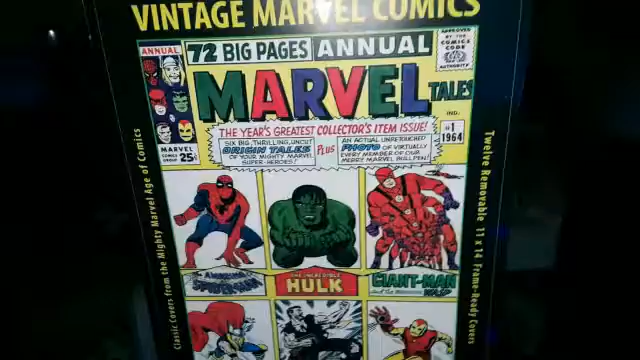 VINTAGE MARVEL COMICS
ANNUAL
72 BIG PAGES ANNUAL
APPROVED
BY THE
COMICS
CODE
AUTHORITY
MARVEL TALES
IND.
#1
1964
MARVEL
COMICS
GROUP 25¢
THE YEAR'S GREATEST COLLECTOR'S ITEM ISSUE!
SIX BIG, THRILLING, UNCUT
ORIGIN TALES
OF YOUR MIGHTY MARVEL
SUPER-HEROES!
PLUS
AN ACTUAL UNRETOUCHED
PHOTO OF VIRTUALLY
EVERY MEMBER OF OUR
MERRY MARVEL BULLPEN!
THE AMAZING
SPIDER-MAN
THE INCREDIBLE
HULK
GIANT-MAN
WASP
Classic Covers from the Mighty Marvel Age of Comics
Twelve Removable 11 x 14 Frame-Ready Covers